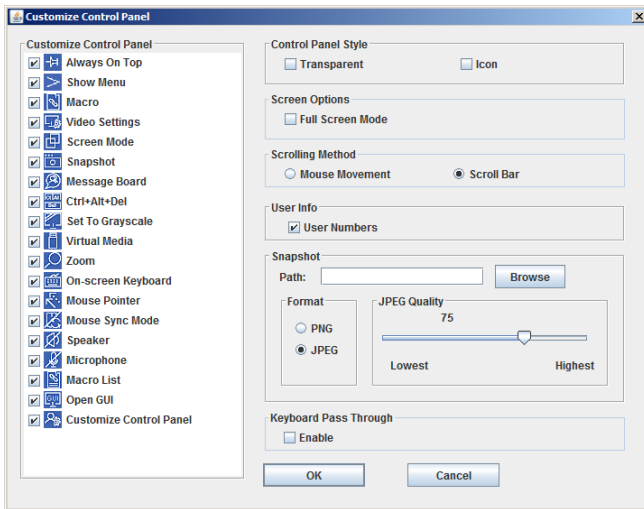 Customize Control Panel
Customize Control Panel
Always On Top
Show Menu
Macro
Video Settings
Screen Mode
Snapshot
Message Board
Ctrl+Alt+Del
Set To Grayscale
Virtual Media
Zoom
On-screen Keyboard
Mouse Pointer
Mouse Sync Mode
Speaker
Microphone
Macro List
GUI
Open GUI
Customize Control Panel
Control Panel Style
Transparent Icon
Screen Options
Full Screen Mode
Scrolling Method
Mouse Movement Scroll Bar
User Info
User Numbers
Snapshot
Path: Browse
Format
PNG
JPEG
JPEG Quality
75
Lowest Highest
Keyboard Pass Through
Enable
OK Cancel